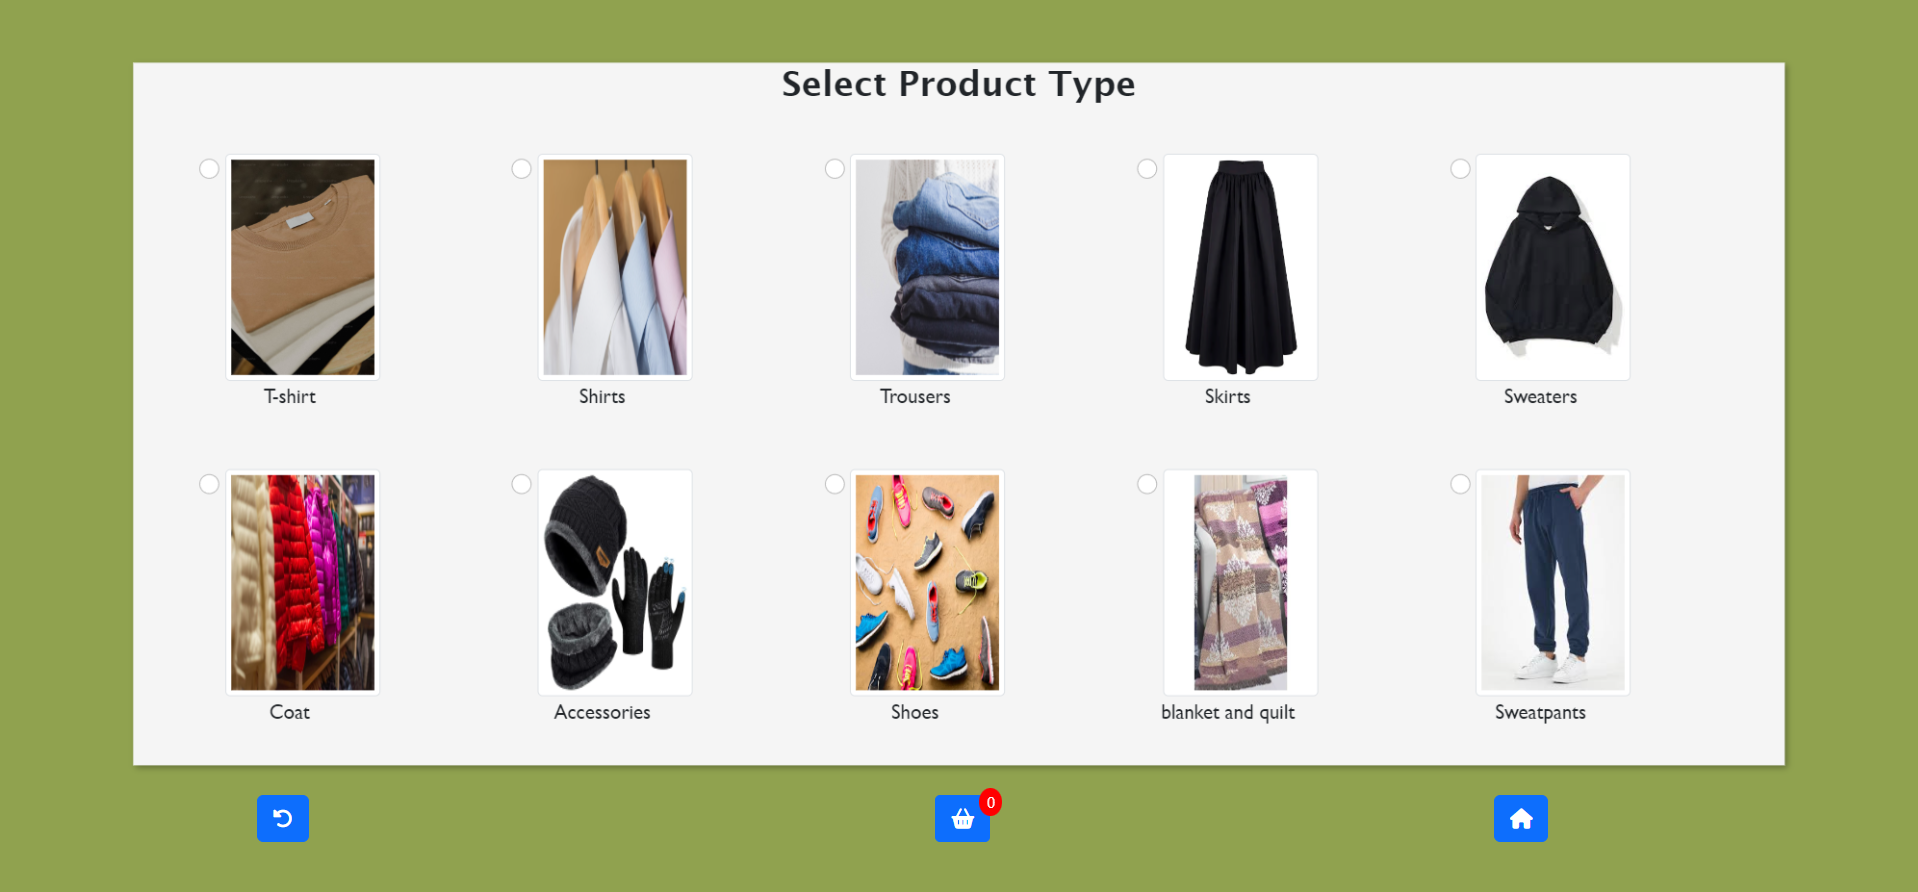 Select Product Type
T-shirt
Shirts
Trousers
Skirts
Sweaters
Coat
Accessories
Shoes
blanket and quilt
Sweatpants
0